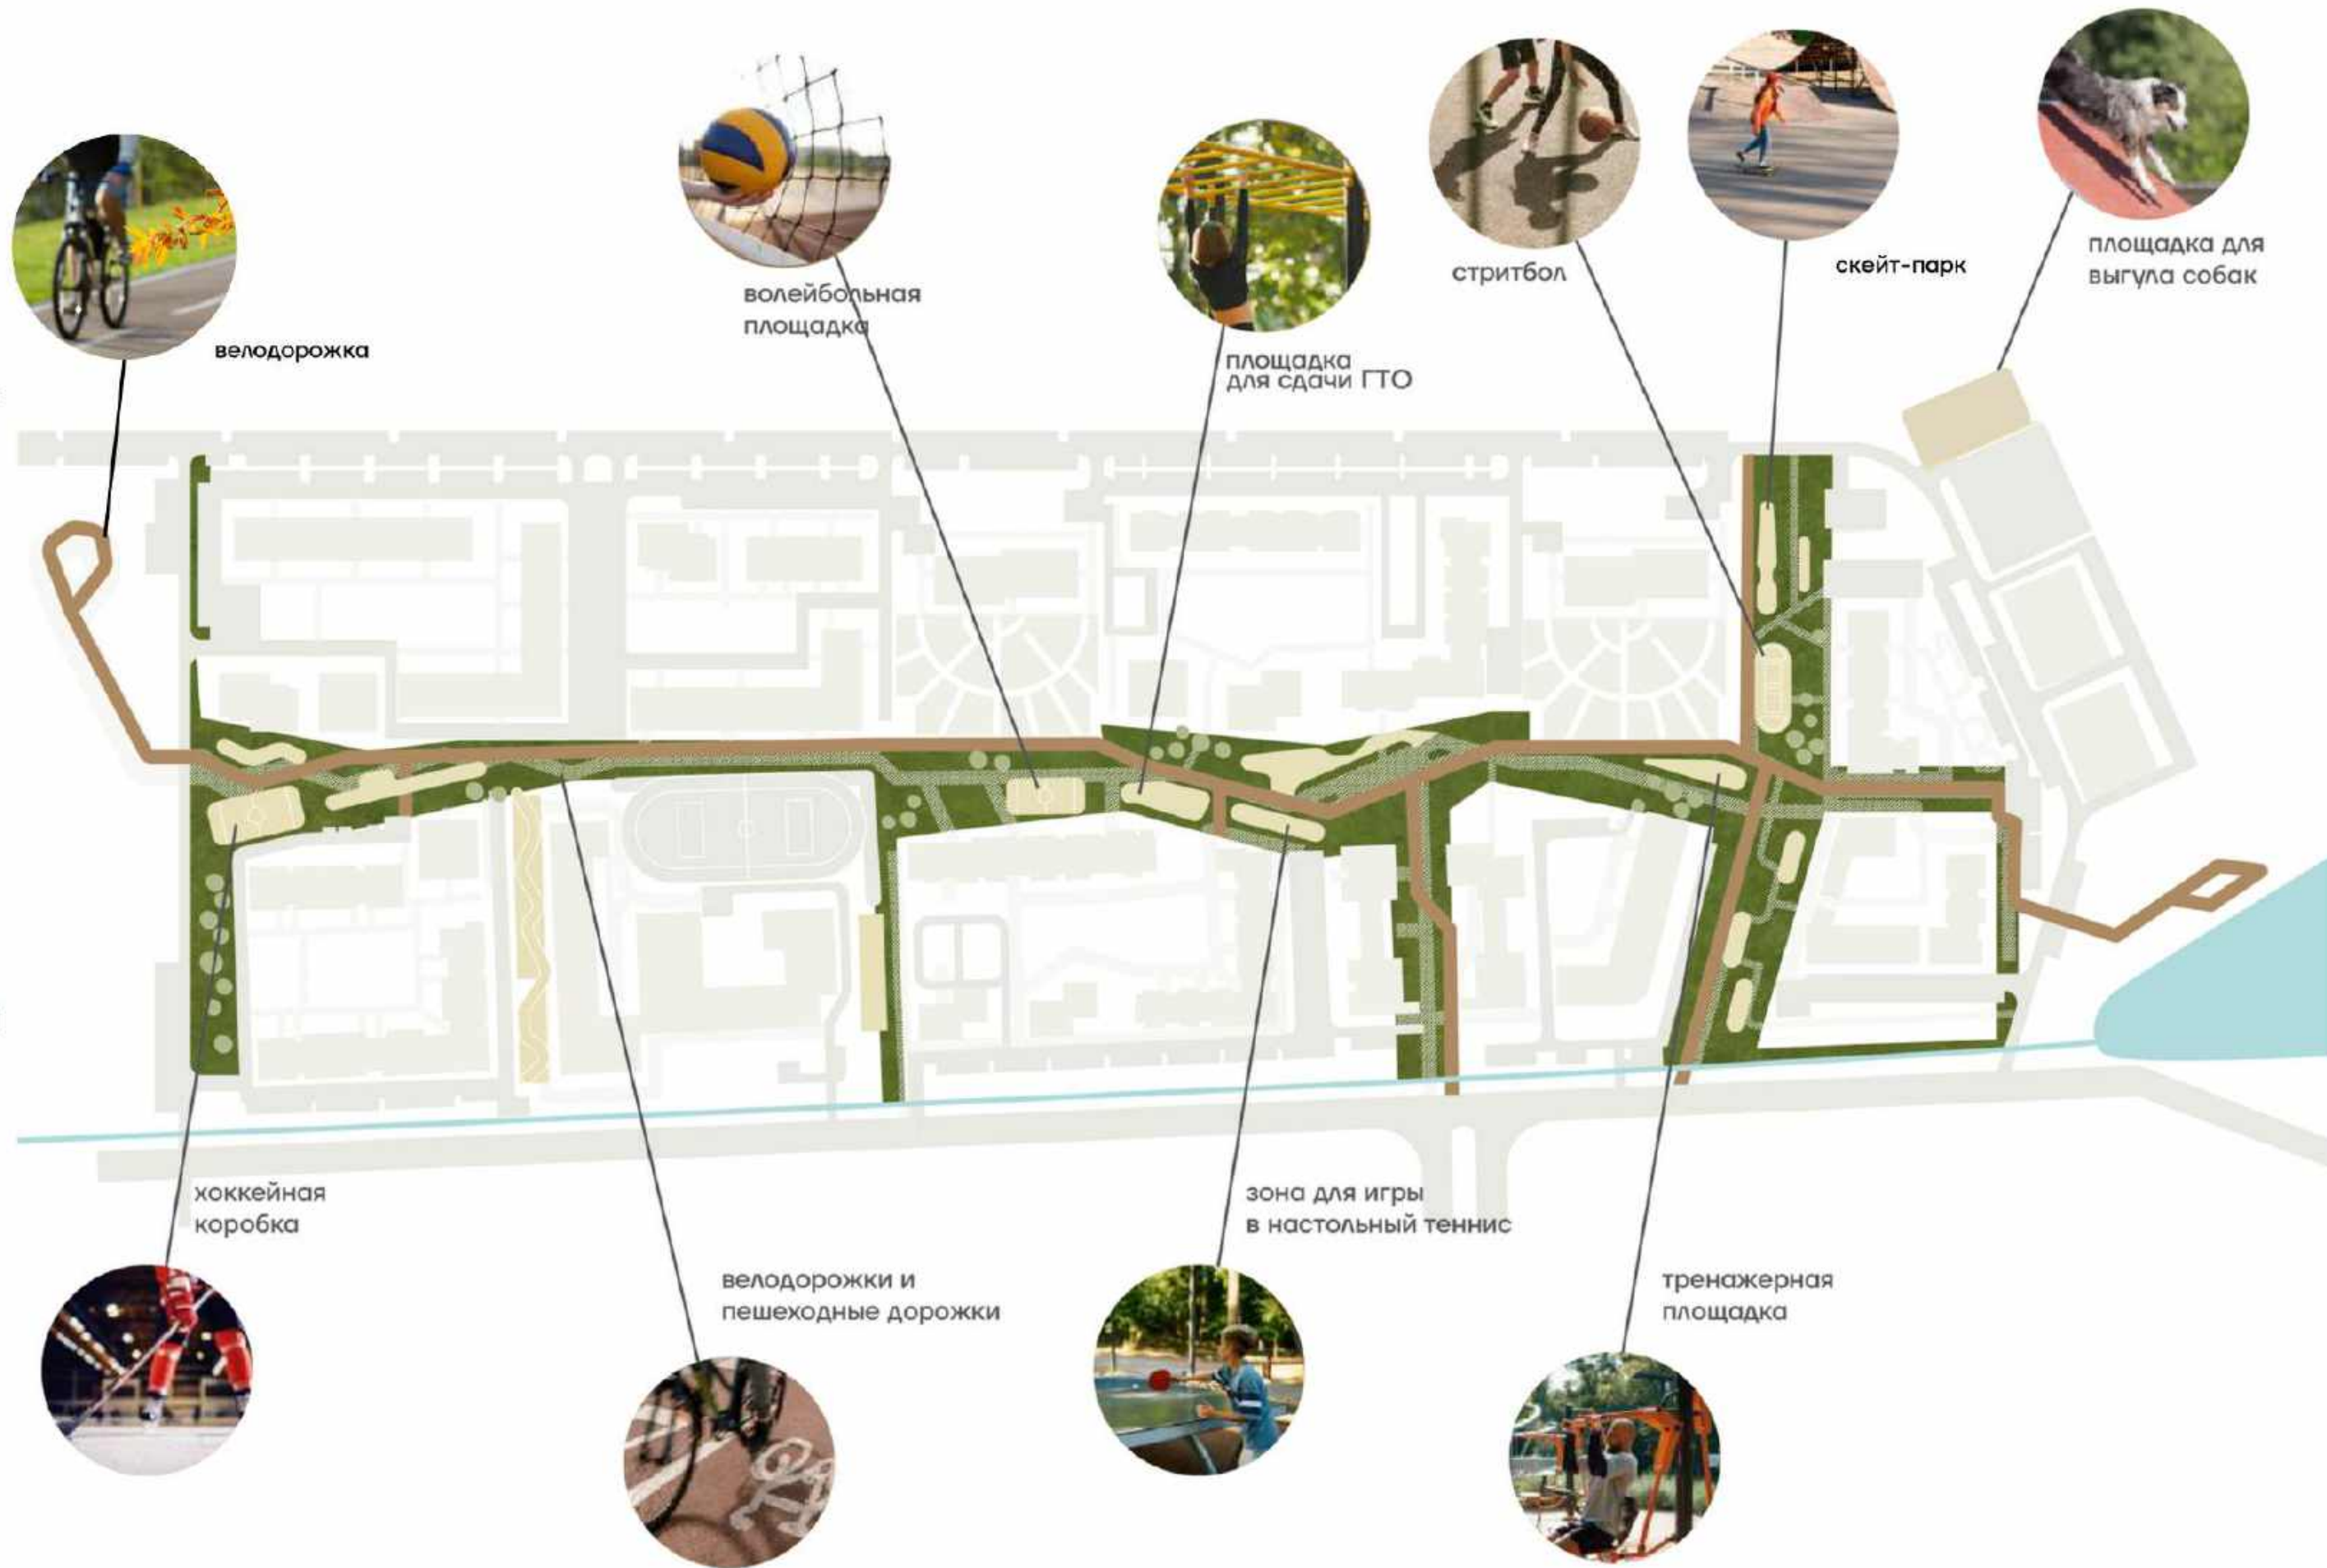 велодорожка
волейбольная
площадка
площадка
для сдачи ГТО
стритбол
скейт-парк
площадка для
выгула собак
хоккейная
коробка
велодорожки и
пешеходные дорожки
зона для игры
в настольный теннис
тренажерная
площадка